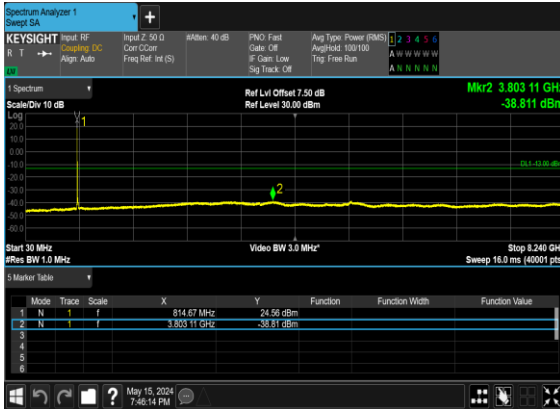 Spectrum Analyzer 1
Swept SA
+
KEYSIGHT Input: RF Input Z: 50 Ω #Atten: 40 dB PNO: Fast Avg Type: Power (RMS) 1 2 3 4 5 6
R T Coupling: DC Corr CCorr Gate: Off Avg|Hold: 100/100 A W W W W W
Align: Auto Freq Ref: Int (S) IF Gain: Low Trig: Free Run
Sig Track: Off A N N N N N
1 Spectrum
Ref Lvl Offset 7.50 dB Mkr2 3.803 11 GHz
Scale/Div 10 dB Ref Level 30.00 dBm -38.811 dBm
Log
1
20.0
10.0
0.00
-10.0
DL1 -13.00 dBm
-20.0
-30.0
2
-40.0
-50.0
-60.0
Start 30 MHz Video BW 3.0 MHz* Stop 8.240 GHz
#Res BW 1.0 MHz Sweep 16.0 ms (40001 pts)
5 Marker Table
Mode Trace Scale X Y Function Function Width Function Value
1 N 1 f 814.67 MHz 24.56 dBm
2 N 1 f 3.803 11 GHz -38.81 dBm
3
4
5
6
? May 15, 2024
7:46:14 PM